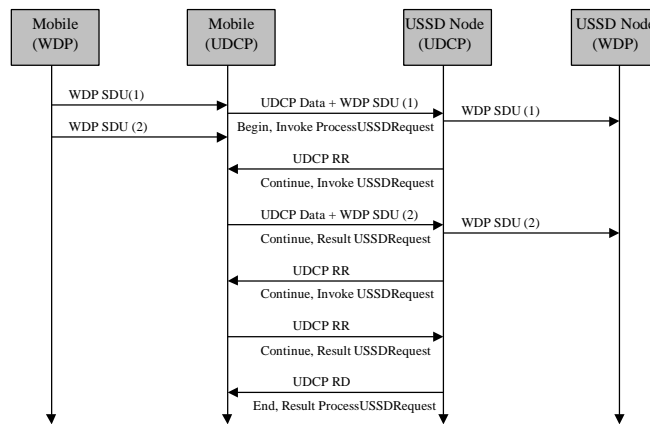 Mobile
(WDP)
Mobile
(UDCP)
USSD Node
(UDCP)
USSD Node
(WDP)
WDP SDU(1)
UDCP Data + WDP SDU (1)
WDP SDU (1)
WDP SDU (2)
Begin, Invoke ProcessUSSDRequest
UDCP RR
Continue, Invoke USSDRequest
UDCP Data + WDP SDU (2)
WDP SDU (2)
Continue, Result USSDRequest
UDCP RR
Continue, Invoke USSDRequest
UDCP RR
Continue, Result USSDRequest
UDCP RD
End, Result ProcessUSSDRequest